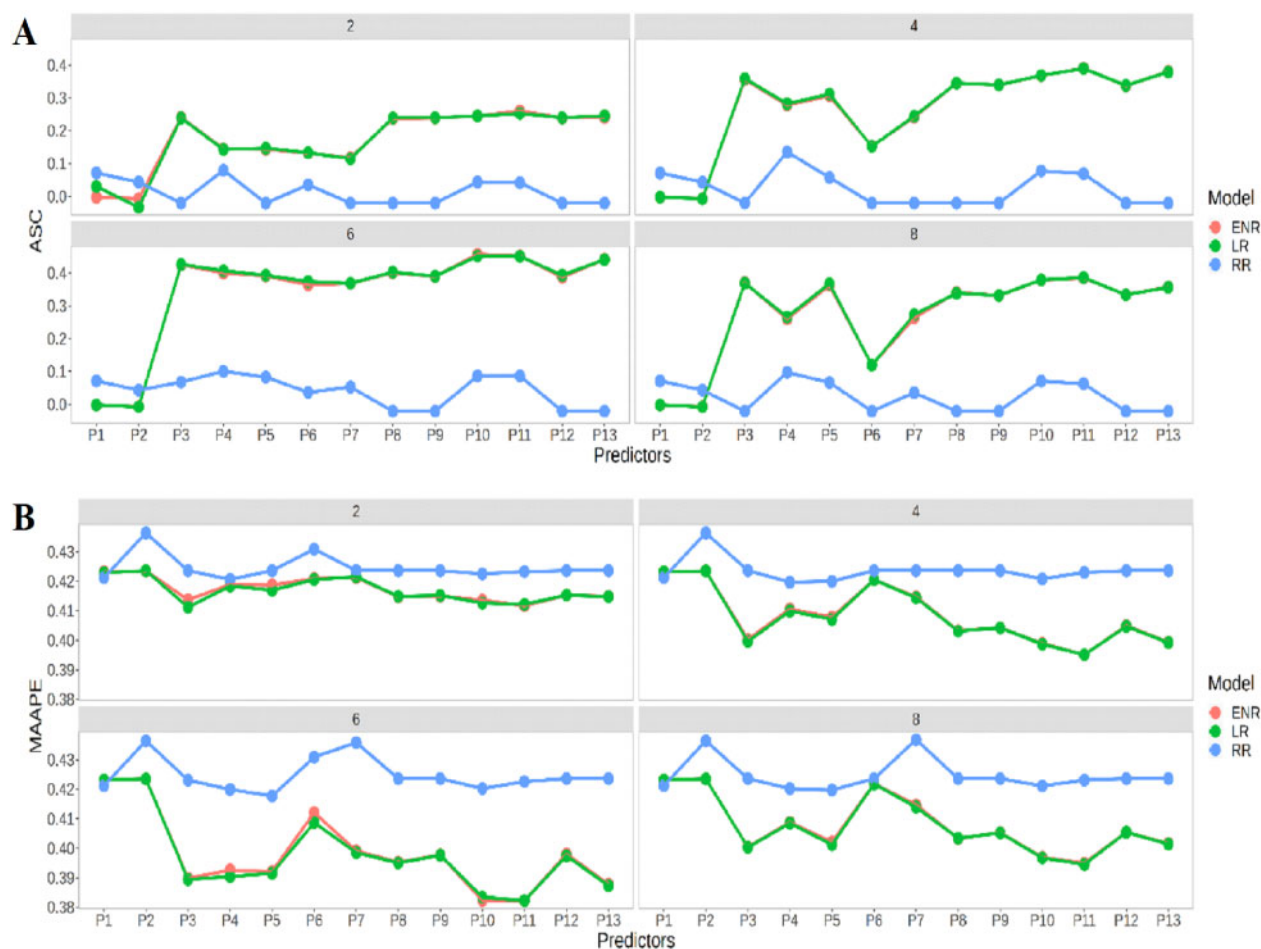 A
2
4
ASC
0.4
0.3
0.2
0.1
0.0
6
8
0.4
0.3
0.2
0.1
0.0
P1 P2 P3 P4 P5 P6 P7 P8 P9 P10 P11 P12 P13
P1 P2 P3 P4 P5 P6 P7 P8 P9 P10 P11 P12 P13
Predictors
Model
ENR
LR
RR
B
2
4
MAAPE
0.43
0.42
0.41
0.40
0.39
0.38
6
8
0.43
0.42
0.41
0.40
0.39
0.38
P1 P2 P3 P4 P5 P6 P7 P8 P9 P10 P11 P12 P13
P1 P2 P3 P4 P5 P6 P7 P8 P9 P10 P11 P12 P13
Predictors
Model
ENR
LR
RR